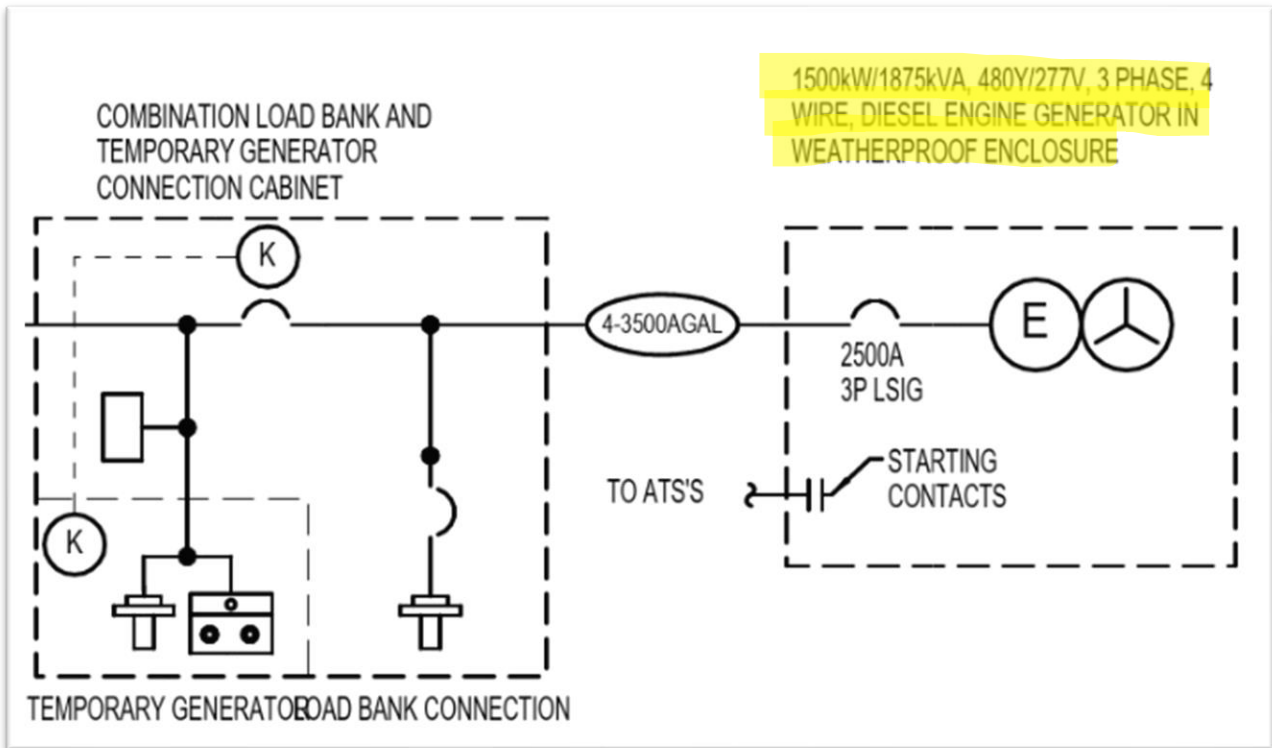 1500kW/1875kVA, 480Y/277V, 3 PHASE, 4
WIRE, DIESEL ENGINE GENERATOR IN
WEATHERPROOF ENCLOSURE
COMBINATION LOAD BANK AND
TEMPORARY GENERATOR
CONNECTION CABINET
K
4-3500AGAL
E
2500A
3P LSIG
TO ATS'S
STARTING
CONTACTS
K
TEMPORARY GENERATOR
LOAD BANK CONNECTION